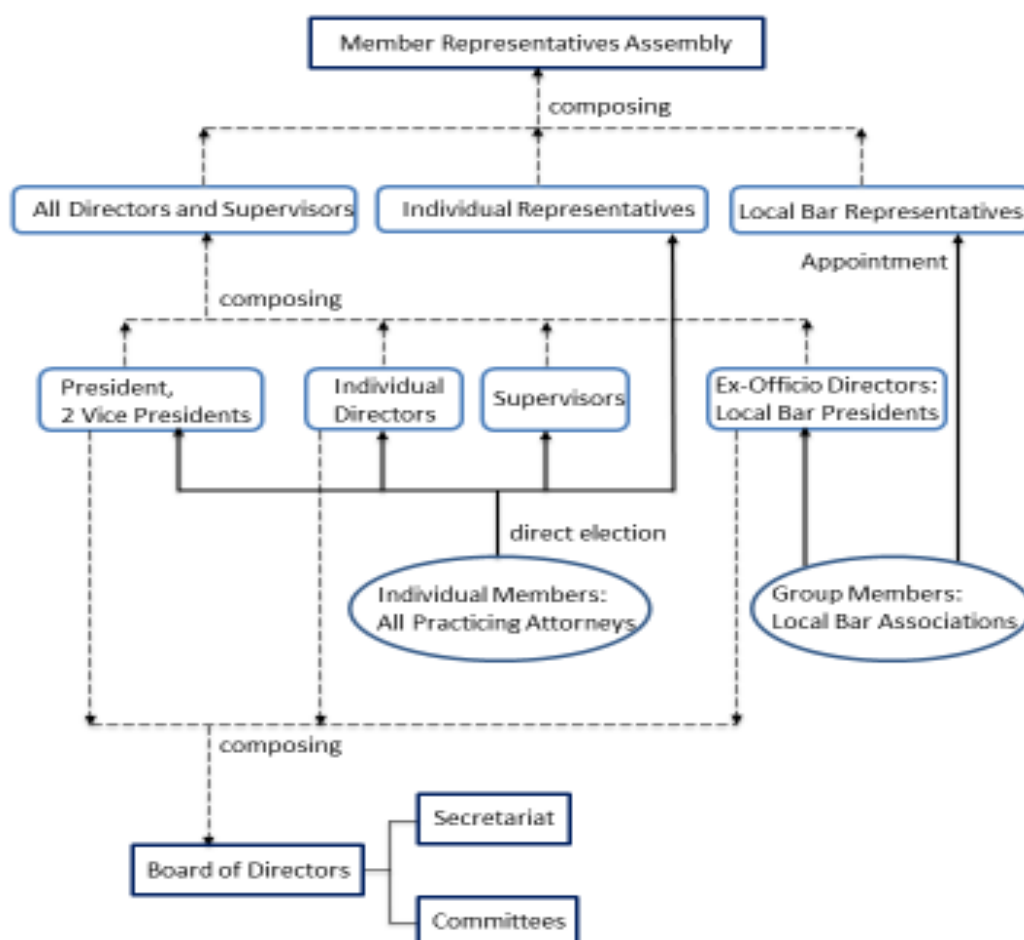 Member Representatives Assembly
composing
All Directors and Supervisors
Individual Representatives
Local Bar Representatives
Appointment
composing
President,
2 Vice Presidents
Individual
Directors
Supervisors
Ex-Officio Directors:
Local Bar Presidents
direct election
Individual Members:
All Practicing Attorneys
Group Members:
Local Bar Associations
composing
Secretariat
Board of Directors
Committees